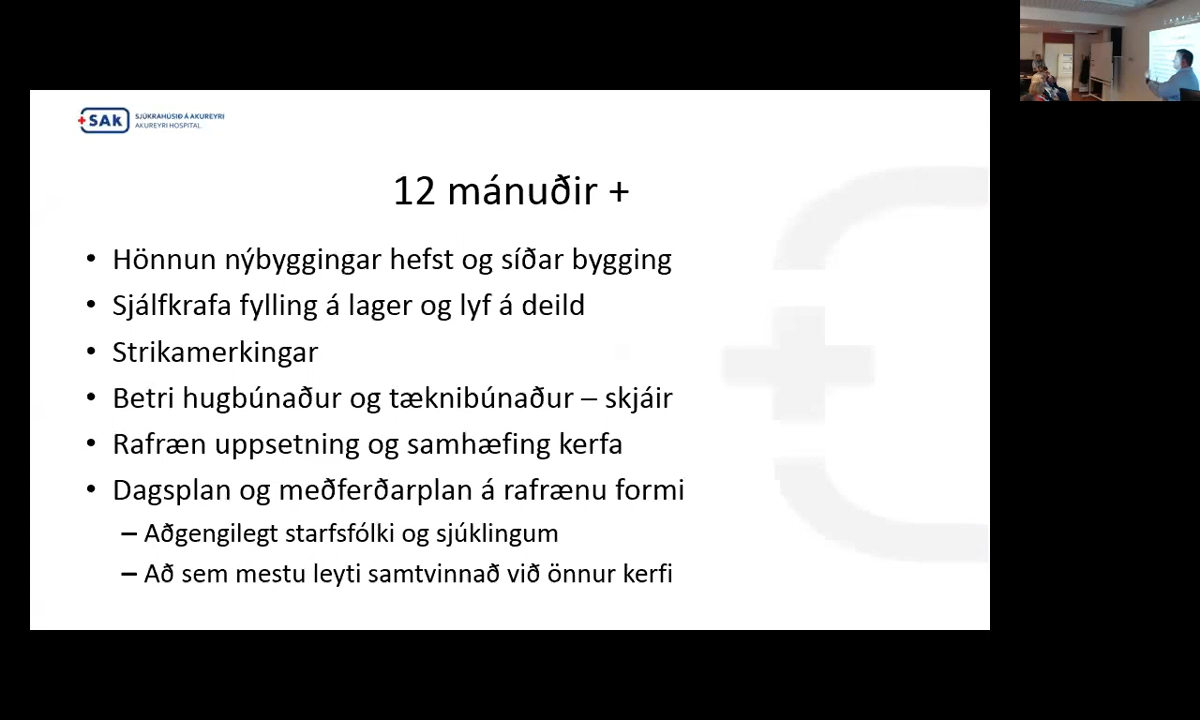 SAk SJÚKRAHÚSIÐ Á AKUREYRI
AKUREYRI HOSPITAL
12 mánuðir +
• Hönnun nýbyggingar hefst og síðar bygging
• Sjálfkrafa fylling á lager og lyf á deild
• Strikamerkingar
• Betri hugbúnaður og tæknibúnaður – skjáir
• Rafræn uppsetning og samhæfing kerfa
• Dagsplan og meðferðarplan á rafrænu formi
– Aðgengilegt starfsfólki og sjúklingum
– Að sem mestu leyti samtvinnað við önnur kerfi